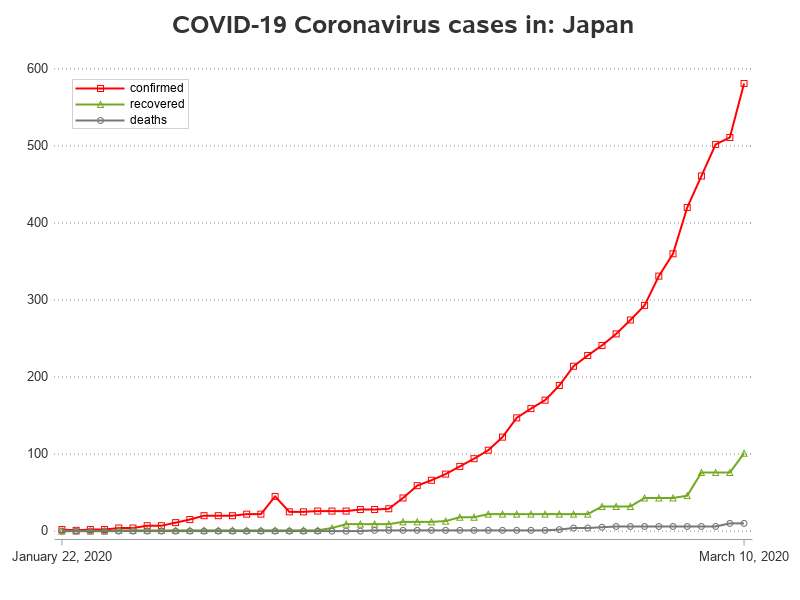 COVID-19 Coronavirus cases in: Japan
600
confirmed
recovered
deaths
500
400
300
200
100
0
January 22, 2020
March 10, 2020